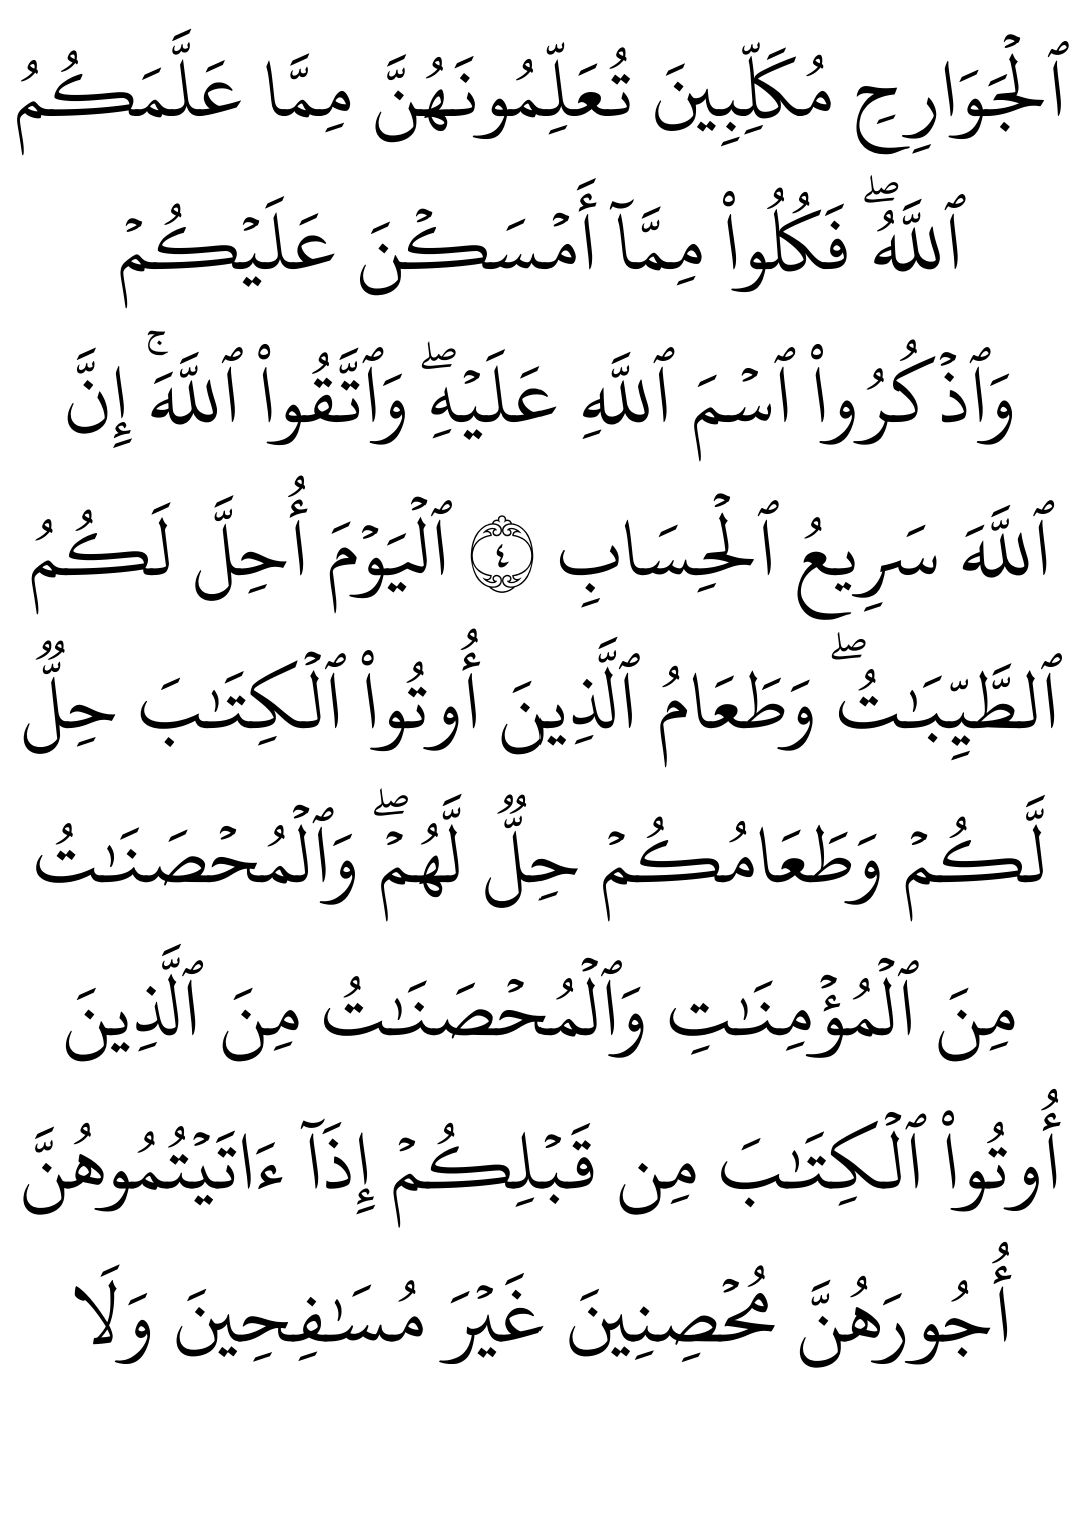 ٱلۡجَوَارِحِ مُكَلِّبِينَ تُعَلِّمُونَهُنَّ مِمَّا عَلَّمَكُمُ
ٱللَّهُۖ فَكُلُواْ مِمَّآ أَمۡسَكۡنَ عَلَيۡكُمۡ
وَٱذۡكُرُواْ ٱسۡمَ ٱللَّهِ عَلَيۡهِۖ وَٱتَّقُواْ ٱللَّهَۚ إِنَّ
ٱللَّهَ سَرِيعُ ٱلۡحِسَابِ ٤ ٱلۡيَوۡمَ أُحِلَّ لَكُمُ
ٱلطَّيِّبَٰتُۖ وَطَعَامُ ٱلَّذِينَ أُوتُواْ ٱلۡكِتَٰبَ حِلّٞ
لَّكُمۡ وَطَعَامُكُمۡ حِلّٞ لَّهُمۡۖ وَٱلۡمُحۡصَنَٰتُ
مِنَ ٱلۡمُؤۡمِنَٰتِ وَٱلۡمُحۡصَنَٰتُ مِنَ ٱلَّذِينَ
أُوتُواْ ٱلۡكِتَٰبَ مِن قَبۡلِكُمۡ إِذَآ ءَاتَيۡتُمُوهُنَّ
أُجُورَهُنَّ مُحۡصِنِينَ غَيۡرَ مُسَٰفِحِينَ وَلَا